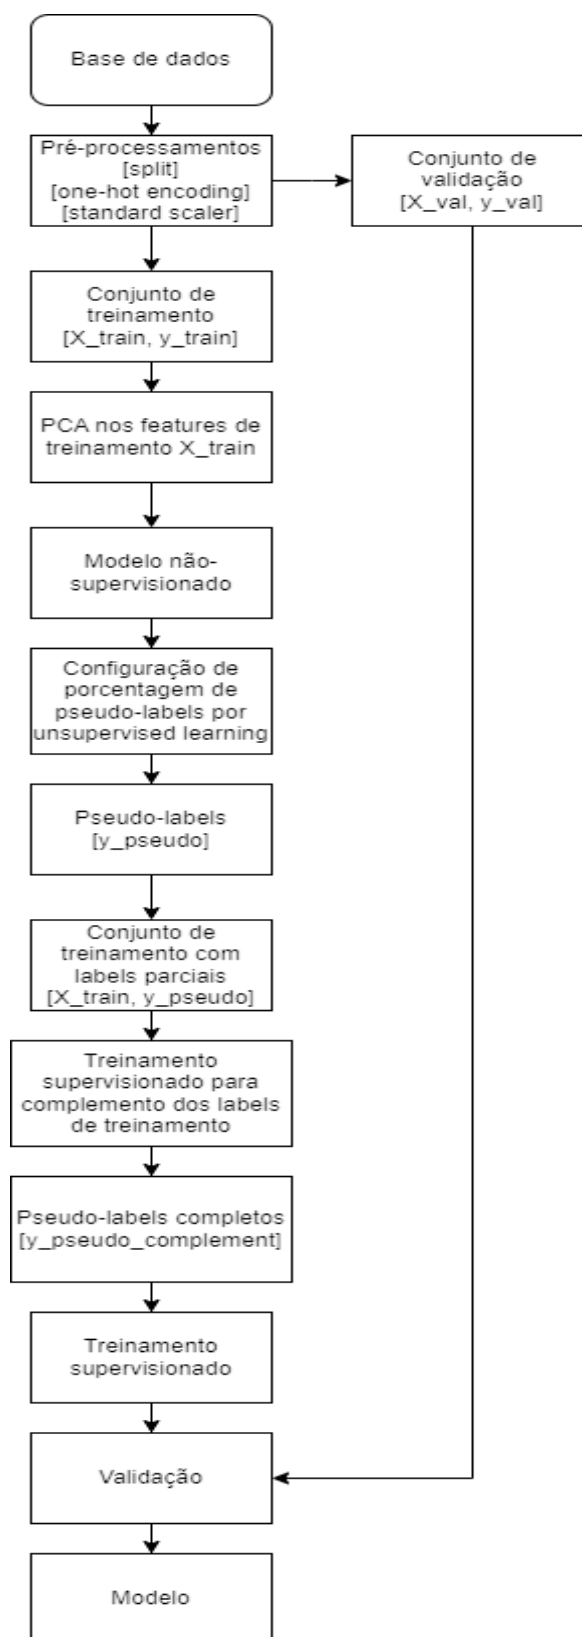 Base de dados
Pré-processamentos
[split]
[one-hot encoding]
[standard scaler]
Conjunto de
validação
[X_val, y_val]
Conjunto de
treinamento
[X_train, y_train]
PCA nos features de
treinamento X_train
Modelo não-
supervisionado
Configuração de
porcentagem de
pseudo-labels por
unsupervised learning
Pseudo-labels
[y_pseudo]
Conjunto de
treinamento com
labels parciais
[X_train, y_pseudo]
Treinamento
supervisionado para
complemento dos labels
de treinamento
Pseudo-labels completos
[y_pseudo_complement]
Treinamento
supervisionado
Validação
Modelo